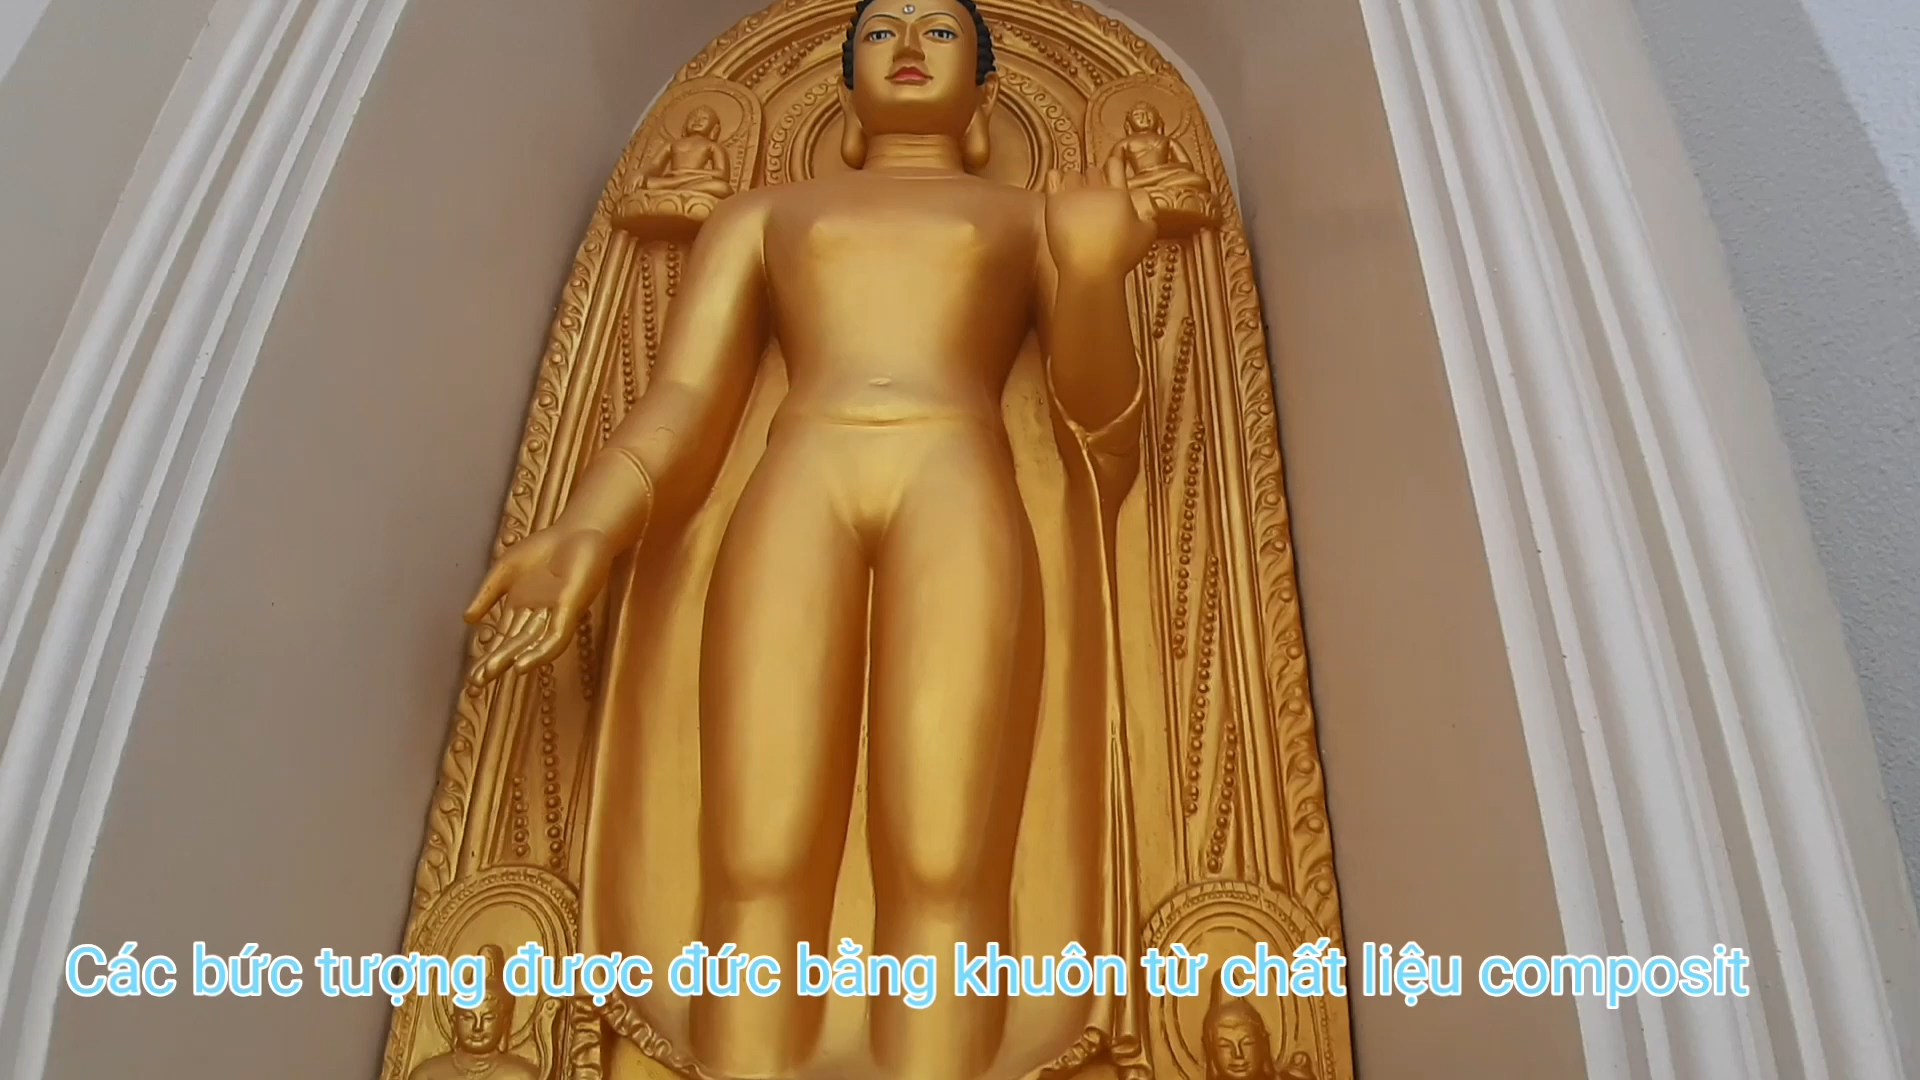 Các bức tượng được đức bằng khuôn từ chất liệu composit